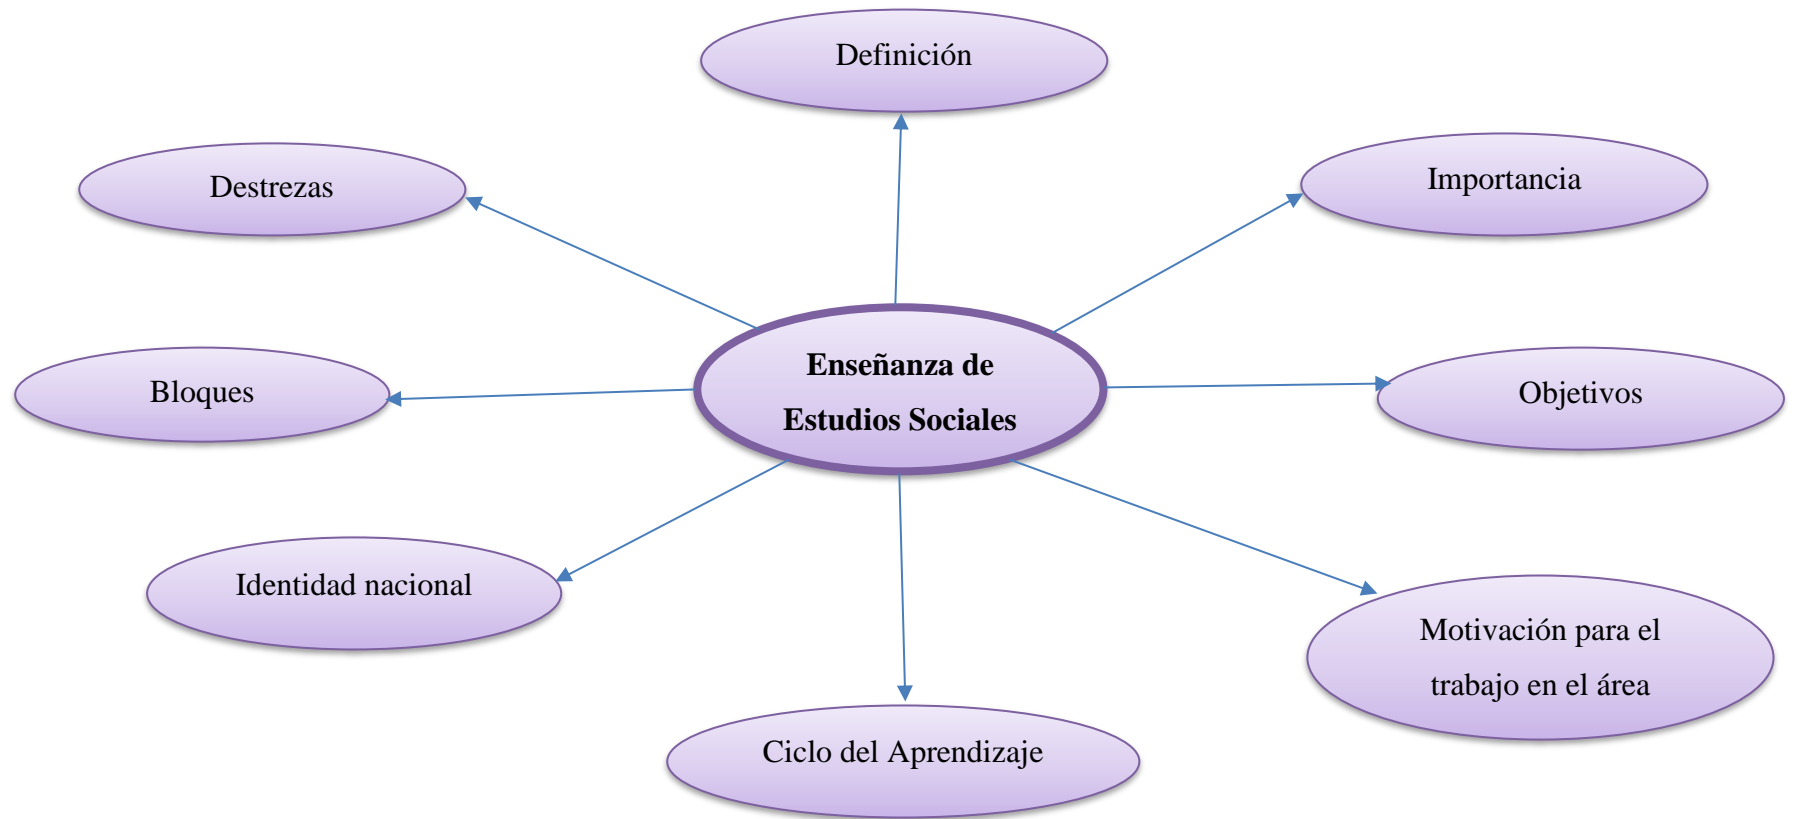 Definición
Importancia
Destrezas
Enseñanza de
Estudios Sociales
Bloques
Objetivos
Identidad nacional
Motivación para el
trabajo en el área
Ciclo del Aprendizaje